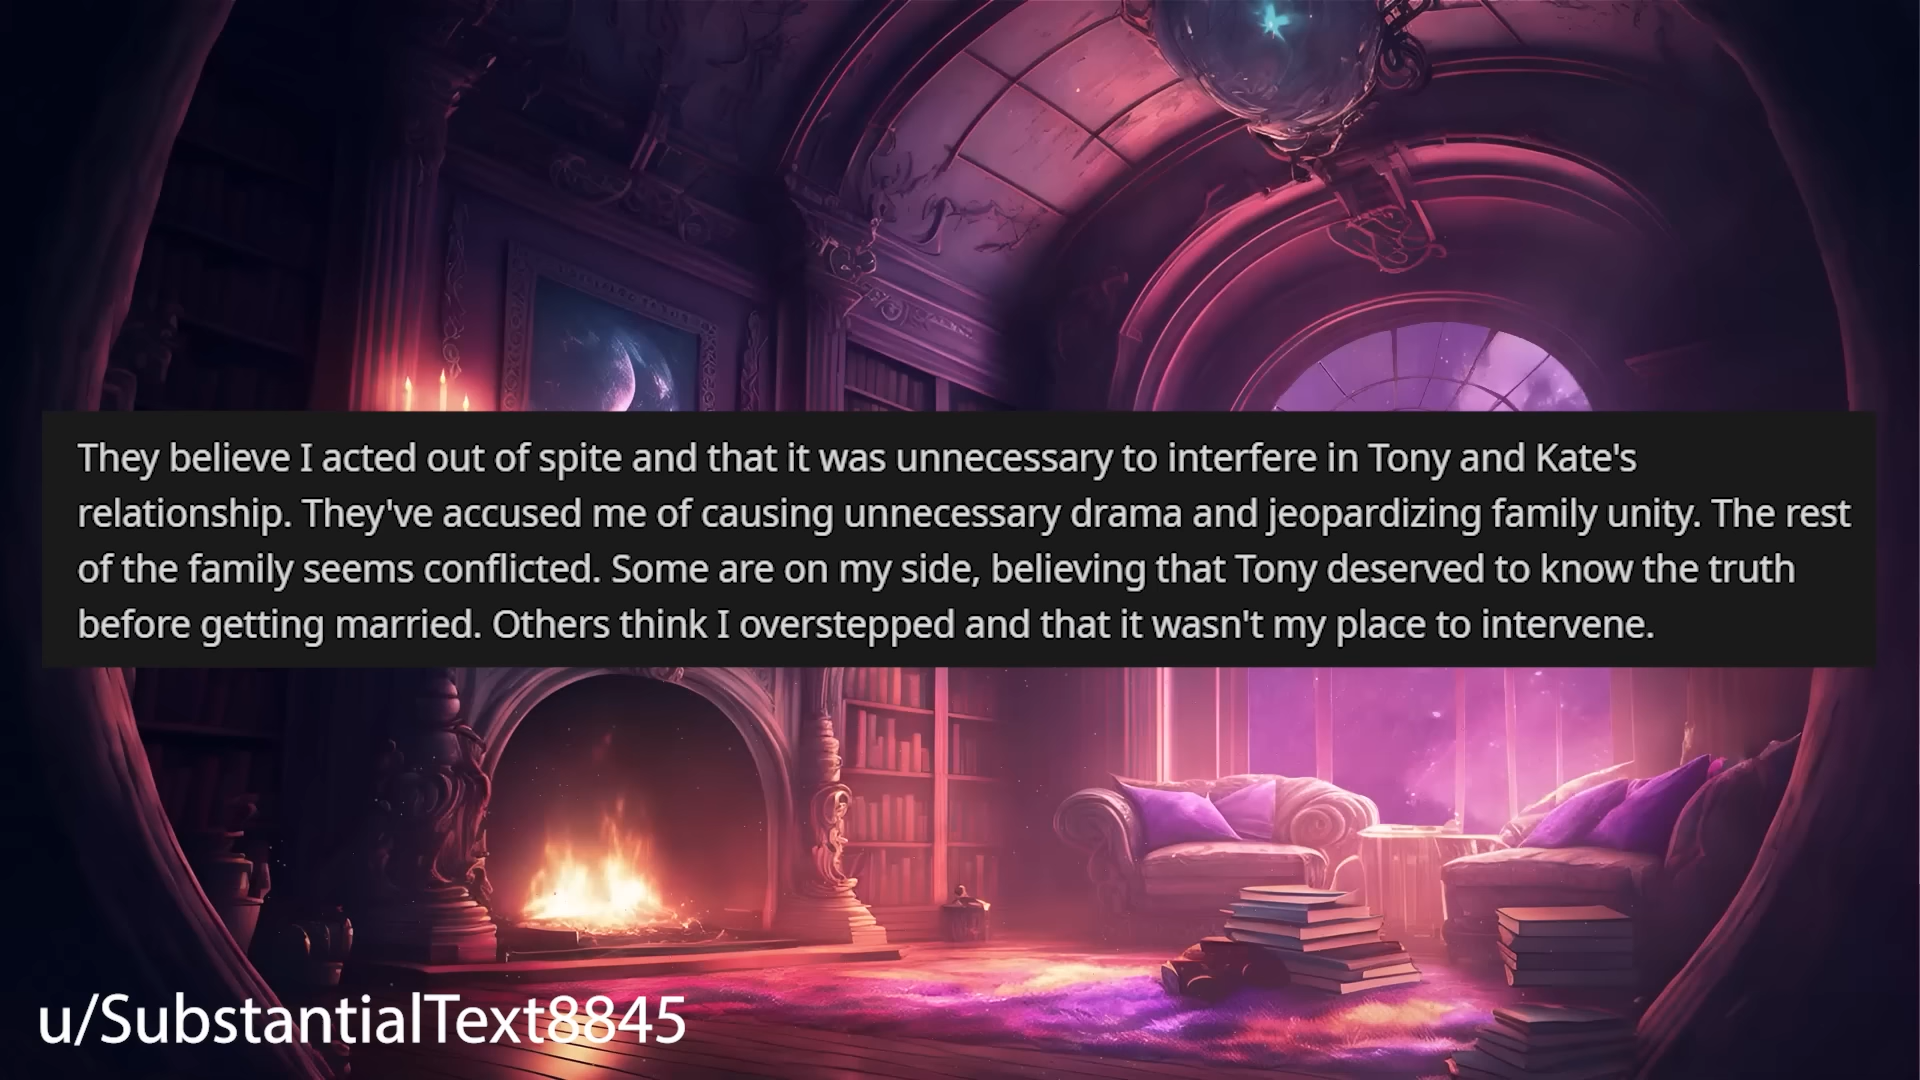 They believe I acted out of spite and that it was unnecessary to interfere in Tony and Kate's
relationship. They've accused me of causing unnecessary drama and jeopardizing family unity. The rest
of the family seems conflicted. Some are on my side, believing that Tony deserved to know the truth
before getting married. Others think I overstepped and that it wasn't my place to intervene.
u/SubstantialText8845